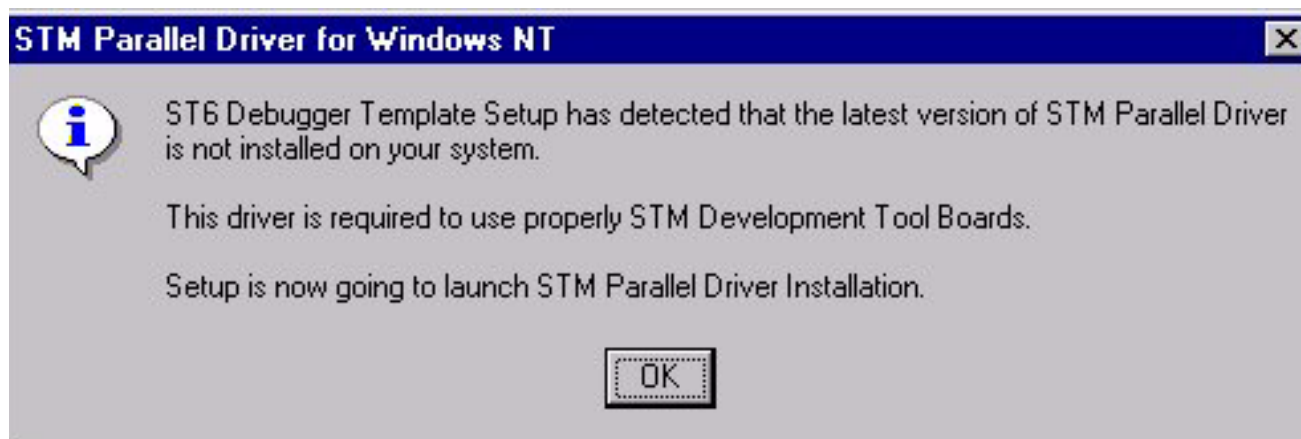 STM Parallel Driver for Windows NT
ST6 Debugger Template Setup has detected that the latest version of STM Parallel Driver
is not installed on your system.
This driver is required to use properly STM Development Tool Boards.
Setup is now going to launch STM Parallel Driver Installation.
OK